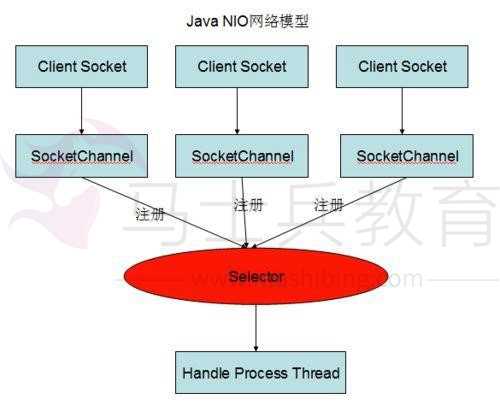 Java NIO网络模型
Client Socket
Client Socket
Client Socket
SocketChannel
SocketChannel
SocketChannel
注册
注册
注册
马士兵教育
Selector
www.mashibing.com
Handle Process Thread